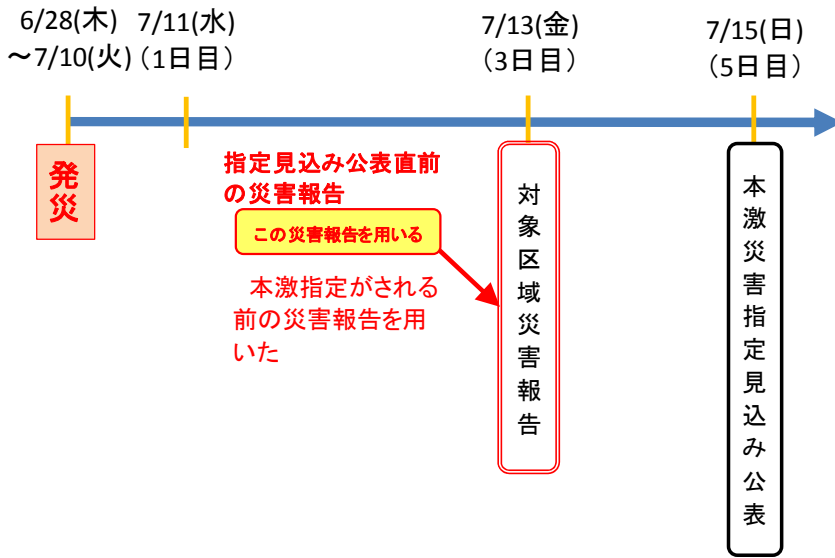 6/28(木)
～7/10(火)
7/11(水)
（1日目）
7/13(金)
（3日目）
7/15(日)
（5日目）
発災
指定見込み公表直前
の災害報告
この災害報告を用いる
本激指定がされる
前の災害報告を用
いた
対象区域災害報告
本激災害指定見込み公表